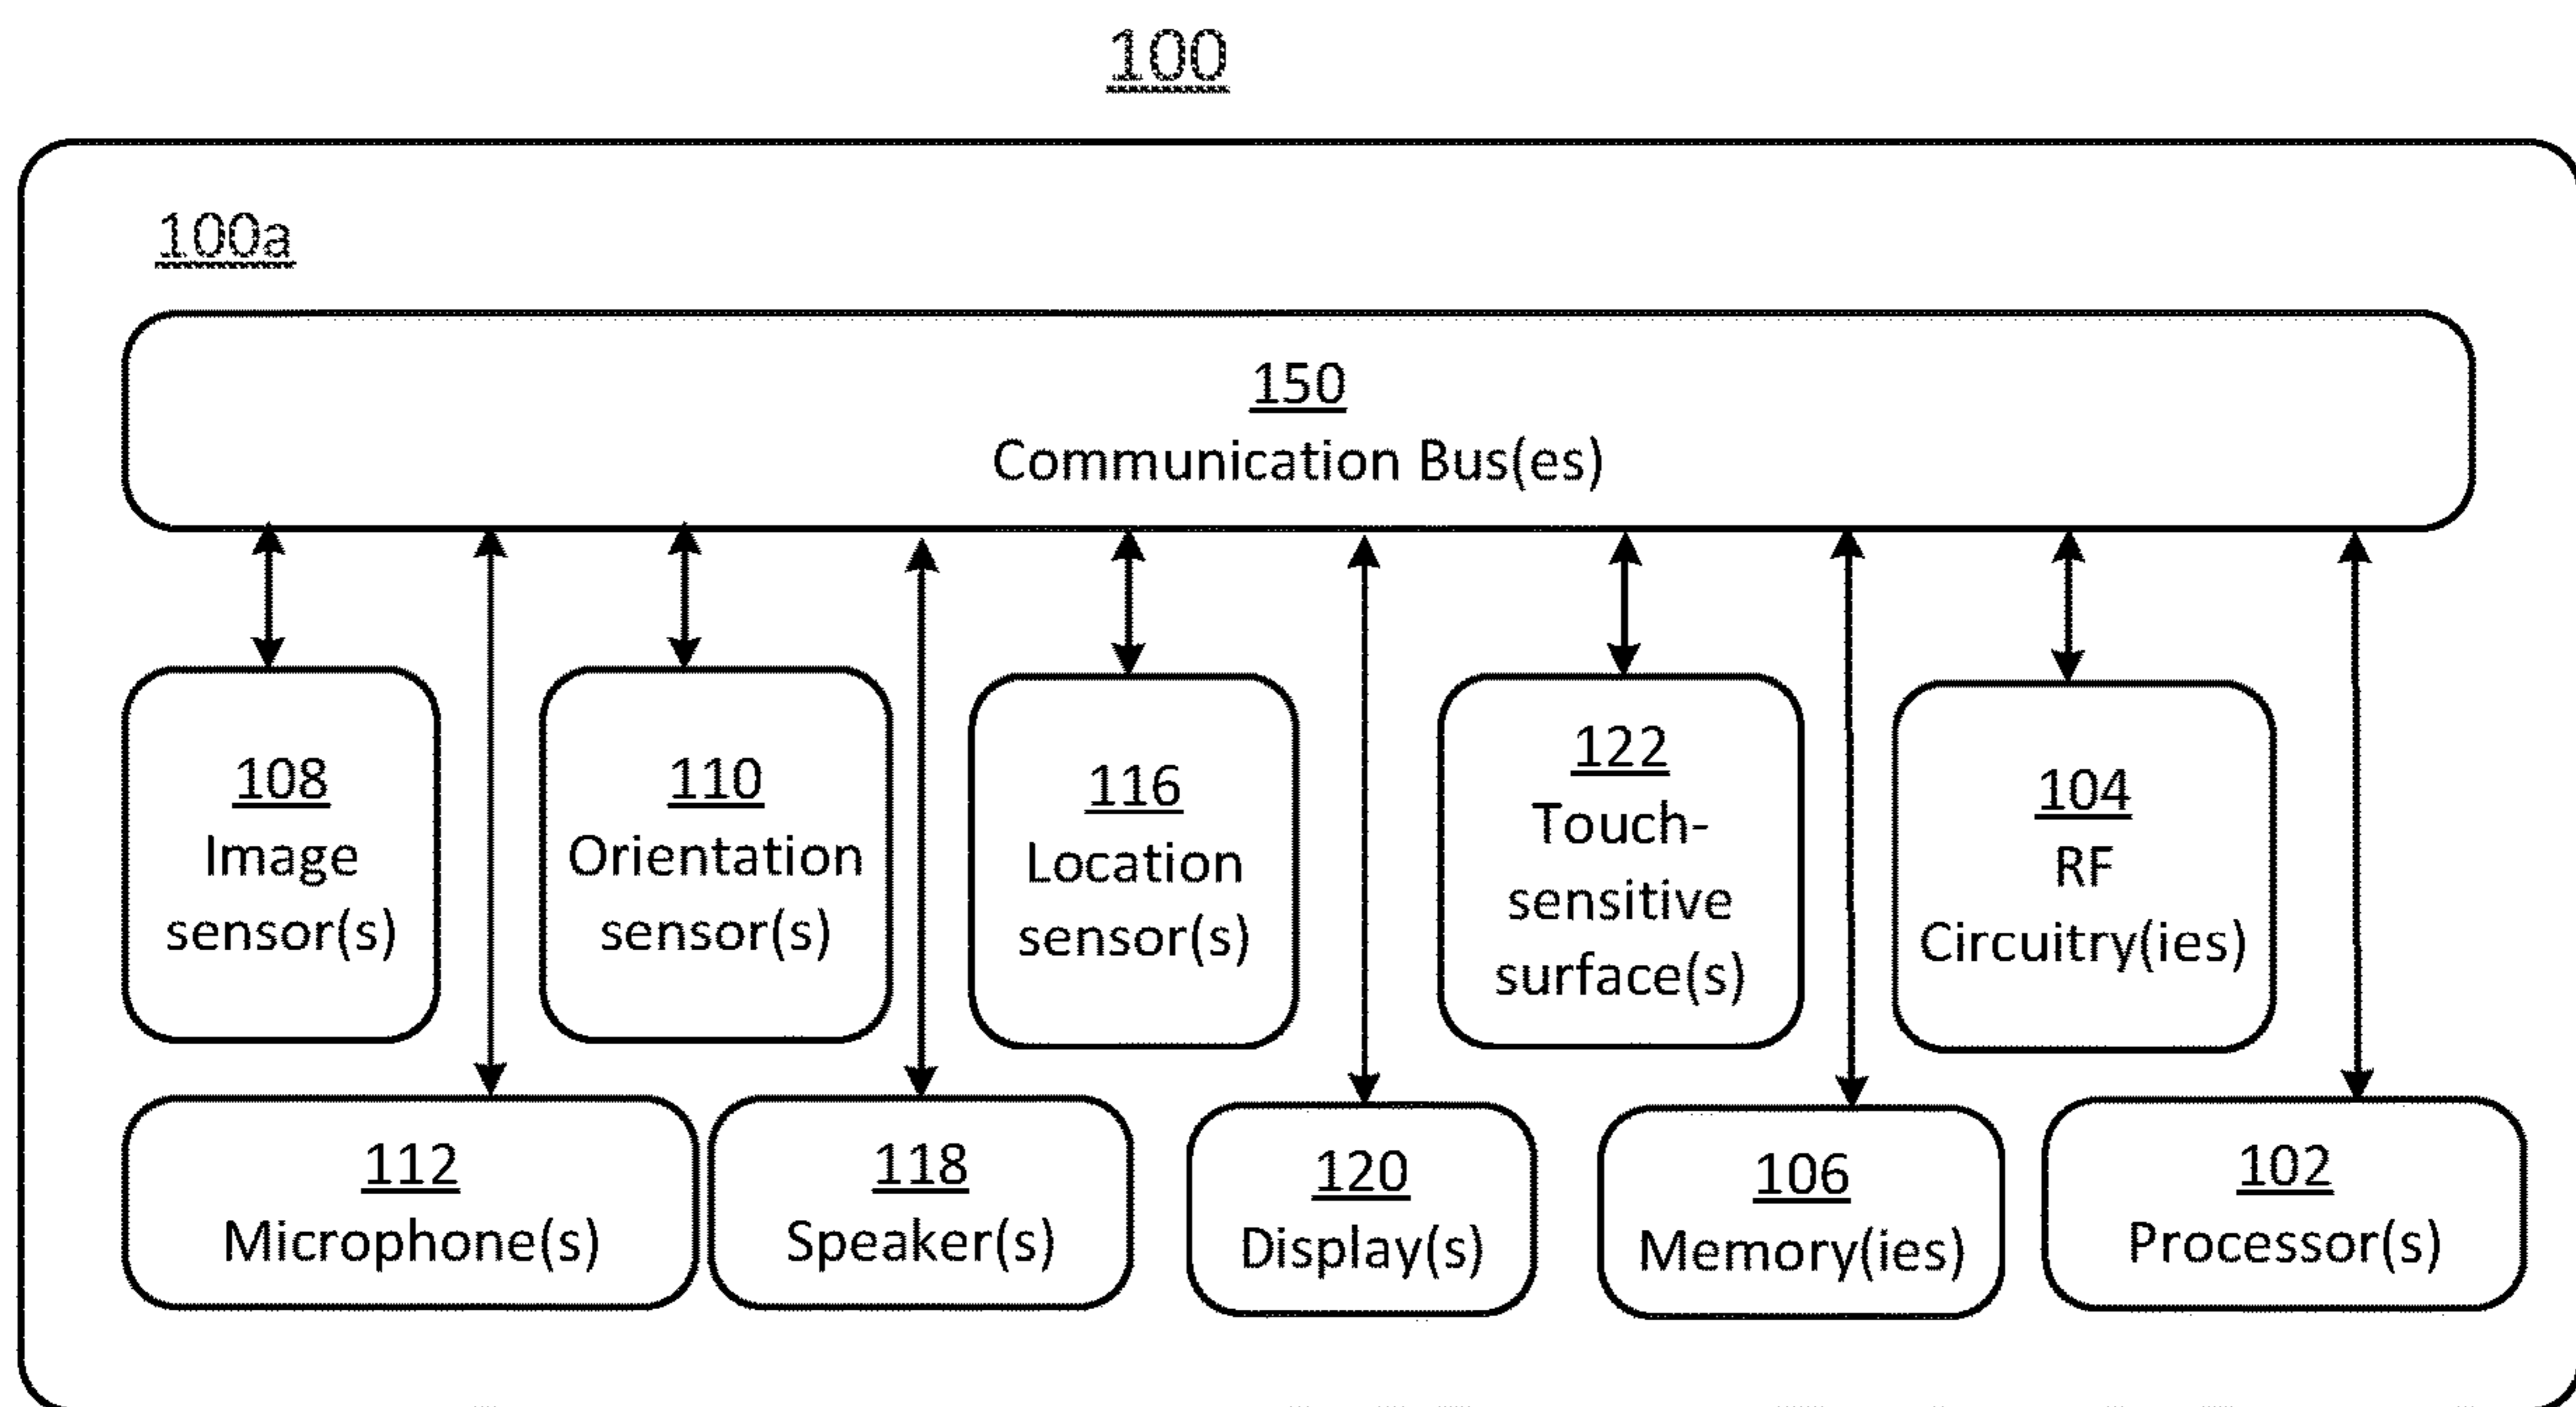 100
100a
150
Communication Bus(es)
108
Image
sensor(s)
110
Orientation
sensor(s)
116
Location
sensor(s)
122
Touch-
sensitive
surface(s)
104
RF
Circuitry(ies)
112
Microphone(s)
118
Speaker(s)
120
Display(s)
106
Memory(ies)
102
Processor(s)